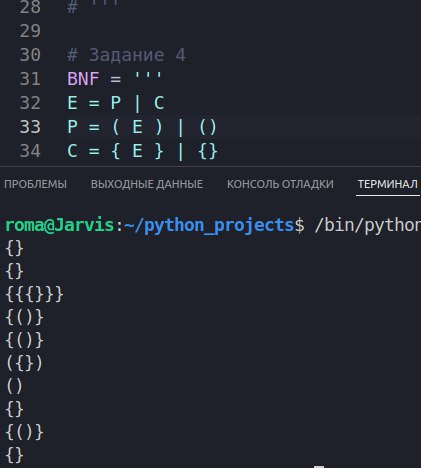 28 # '''
29
30 # Задание 4
31 BNF = '''
32 E = P | C
33 P = ( E ) | ()
34 C = { E } | {}
ПРОБЛЕМЫ ВЫХОДНЫЕ ДАННЫЕ КОНСОЛЬ ОТЛАДКИ ТЕРМИНАЛ
roma@Jarvis:~/python_projects$ /bin/python
{}
{}
{{{}}}
{()}
{()}
({})
()
{}
{()}
{}